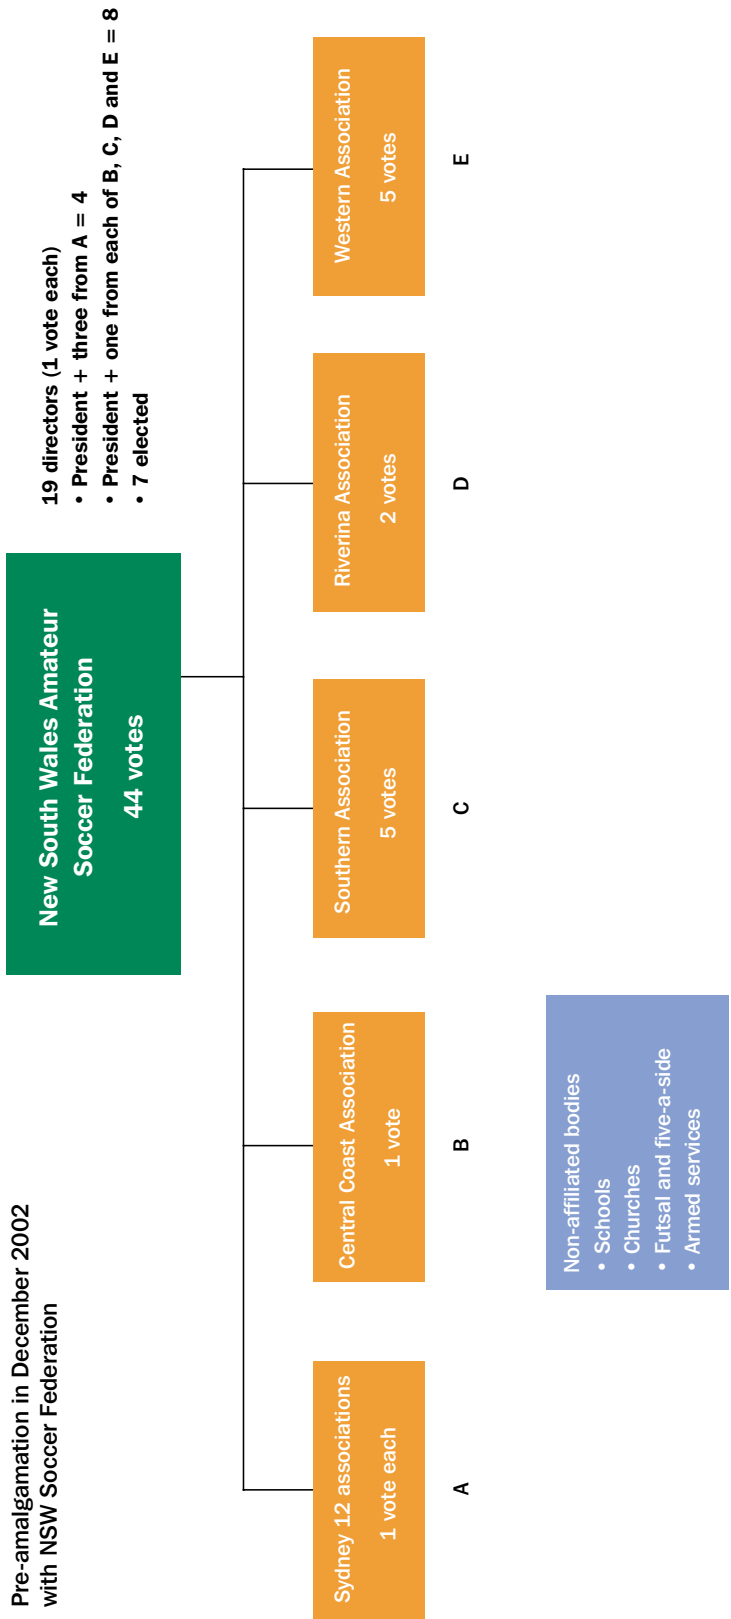 Pre-amalgamation in December 2002
with NSW Soccer Federation
New South Wales Amateur
Soccer Federation
44 votes
19 directors (1 vote each)
• President + three from A = 4
• President + one from each of B, C, D and E = 8
• 7 elected
Sydney 12 associations
1 vote each
A
Central Coast Association
1 vote
B
Southern Association
5 votes
C
Riverina Association
2 votes
D
Western Association
5 votes
E
Non-affiliated bodies
• Schools
• Churches
• Futsal and five-a-side
• Armed services